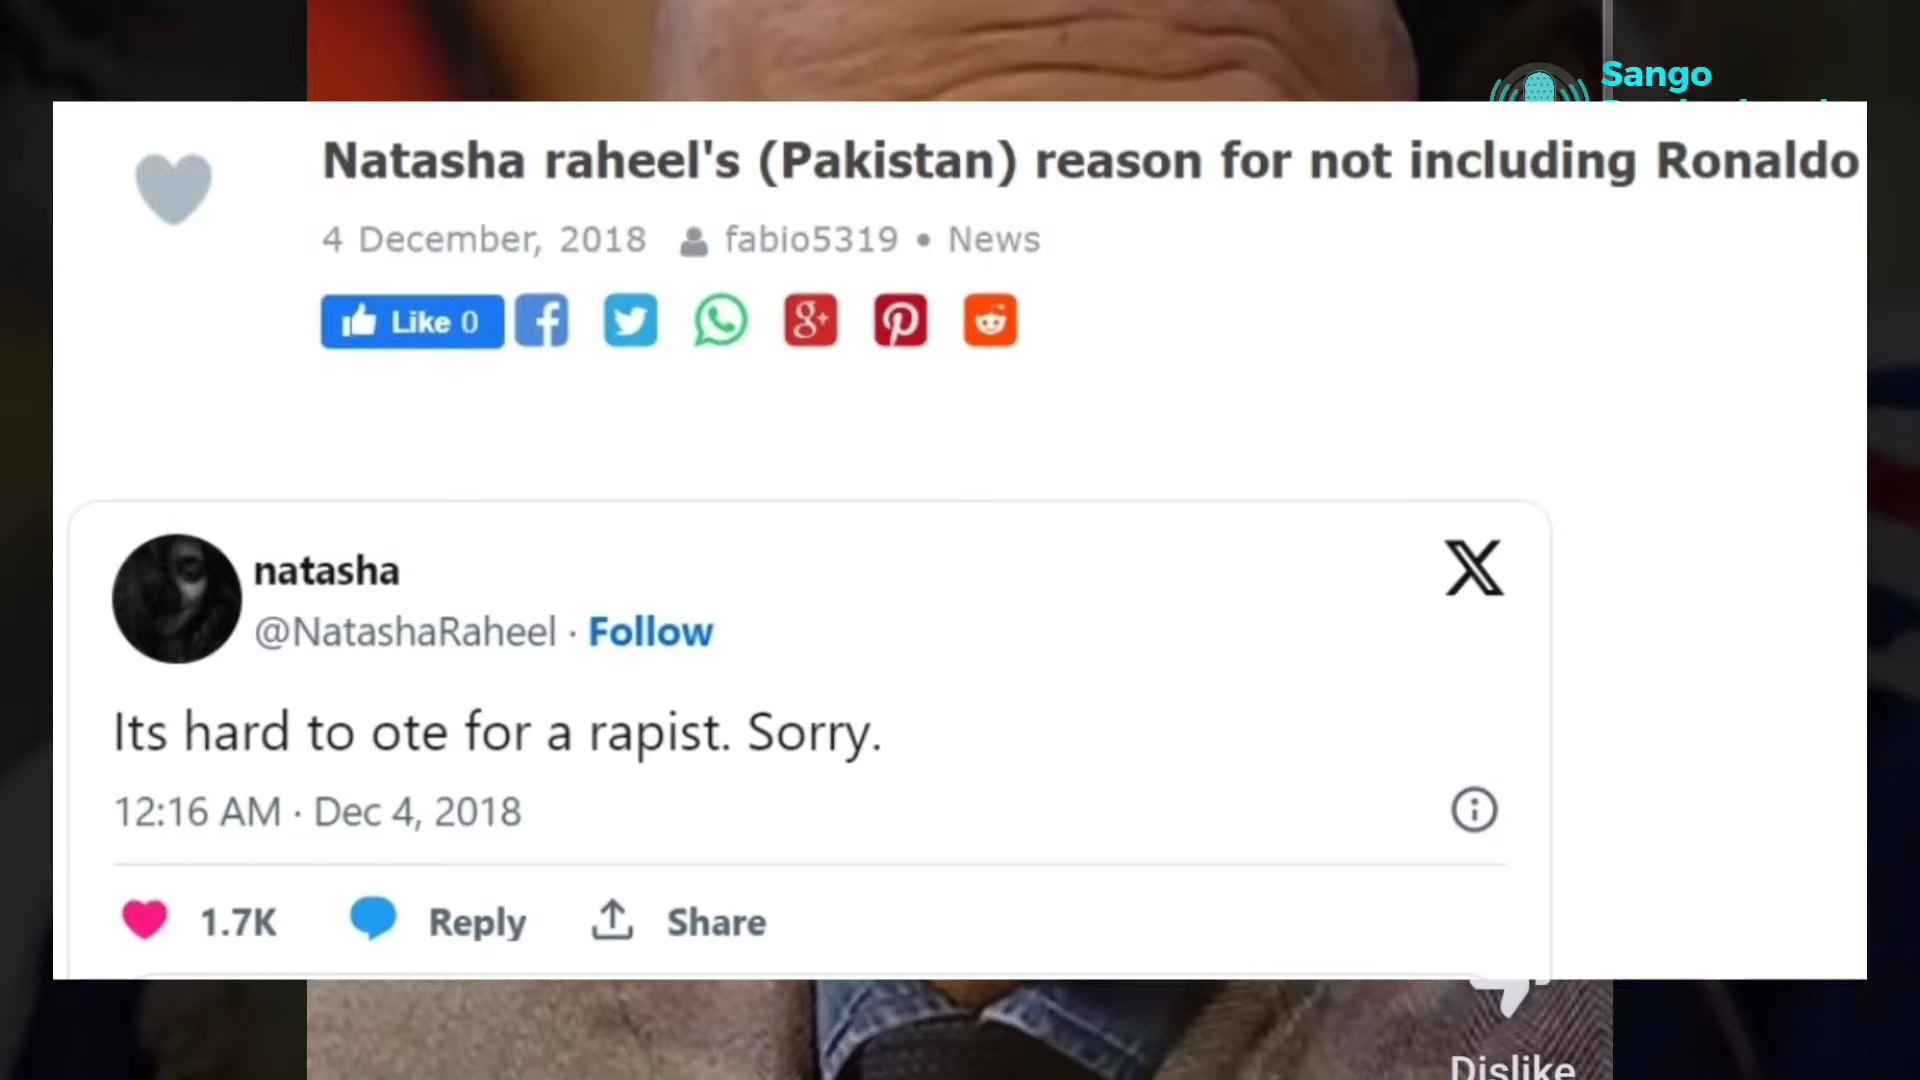 Sango
Natasha raheel's (Pakistan) reason for not including Ronaldo
4 December, 2018 fabio5319 • News
Like 0
natasha
@NatashaRaheel · Follow
Its hard to ote for a rapist. Sorry.
12:16 AM · Dec 4, 2018
1.7K Reply Share
Dislike